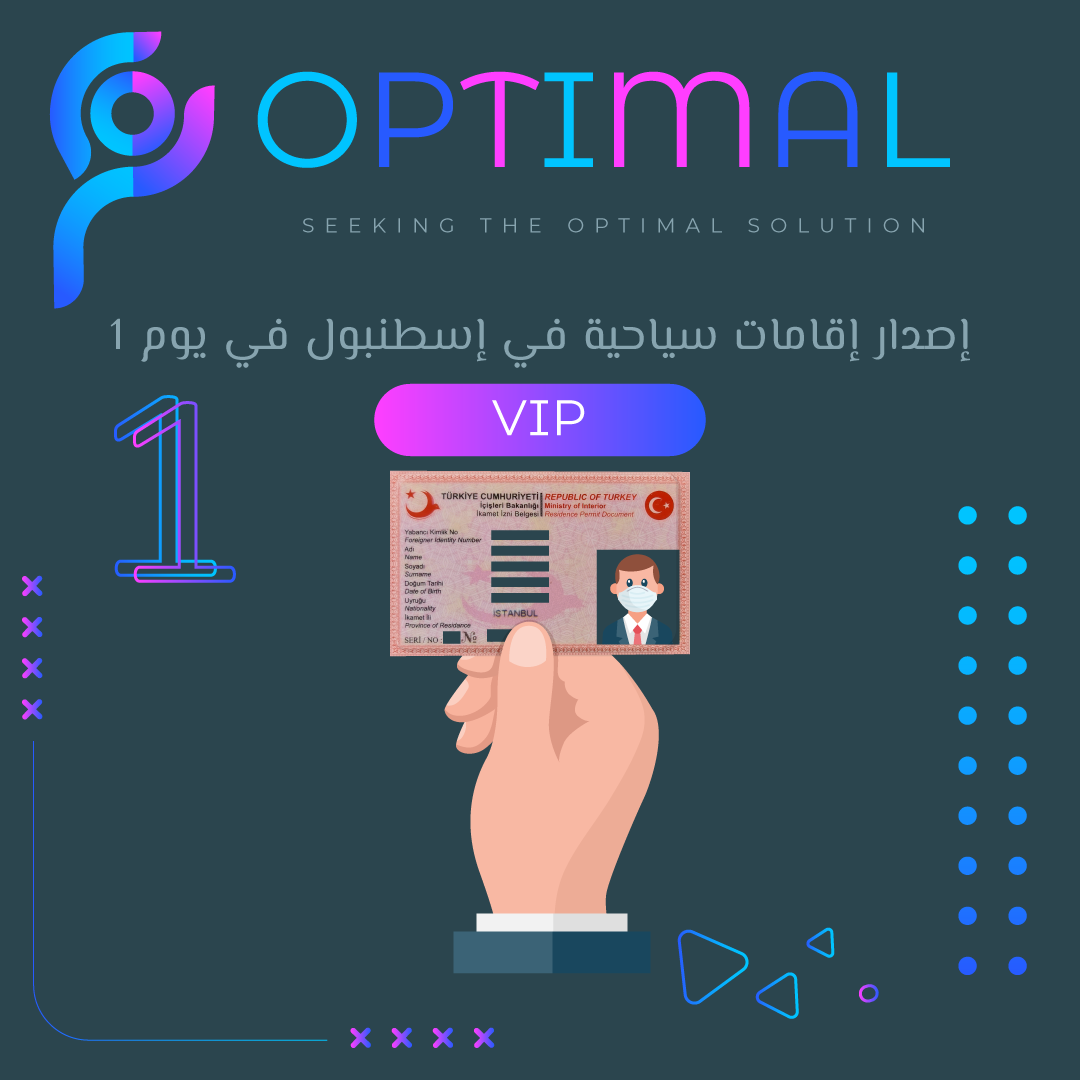 OPTIMAL
SEEKING THE OPTIMAL SOLUTION
إصدار إقامات سياحية في إسطنبول في يوم 1
1
VIP
TÜRKİYE CUMHURİYETİ REPUBLIC OF TURKEY
İçişleri Bakanlığı Ministry of Interior
İkamet İzni Belgesi Residence Permit Document
Yabancı Kimlik No
Foreigner Identity Number
Adı
Name
Soyadı
Surname
Doğum Tarihi
Date of Birth
Uyruğu
Nationality
İSTANBUL
İkamet İli
Province of Residence
SERİ / NO : №